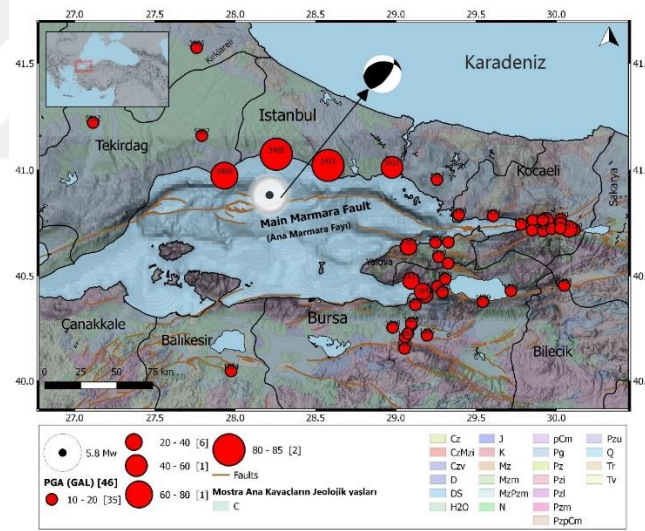 27.0 27.5 28.0 28.5 29.0 29.5 30.0
41.5
41.0
40.5
40.0
Karadeniz
Kırklareli
Istanbul
Tekirdag
Kocaeli
Sakarya
3408
3412
3411
Main Marmara Fault
(Ana Marmara Fayı)
Yalova
Çanakkale
Balıkesir
Bursa
Bilecik
0 25 50 75 km
27.0 27.5 28.0 28.5 29.0 29.5 30.0
5.8 Mw
PGA (GAL) [46]
10 - 20 [35]
20 - 40 [6]
40 - 60 [1]
60 - 80 [1]
80 - 85 [2]
Faults
Mostra Ana Kayaçların Jeolojik yaşları
C
Cz
CzMzi
Czv
D
DS
H2O
J
K
Mz
Mzm
MzPzm
N
pCm
Pg
Pz
Pzi
Pzl
Pzm
PzpCm
Pzu
Q
Tr
Tv